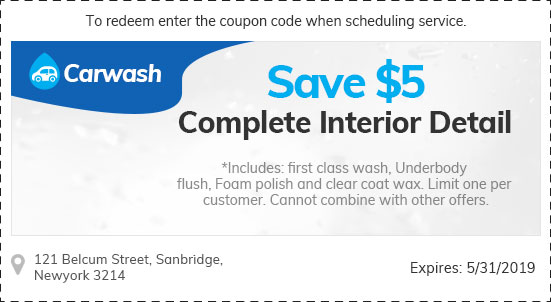 To redeem enter the coupon code when scheduling service.
Carwash
Save $5
Complete Interior Detail
*Includes: first class wash, Underbody
flush, Foam polish and clear coat wax. Limit one per
customer. Cannot combine with other offers.
121 Belcum Street, Sanbridge,
Newyork 3214
Expires: 5/31/2019